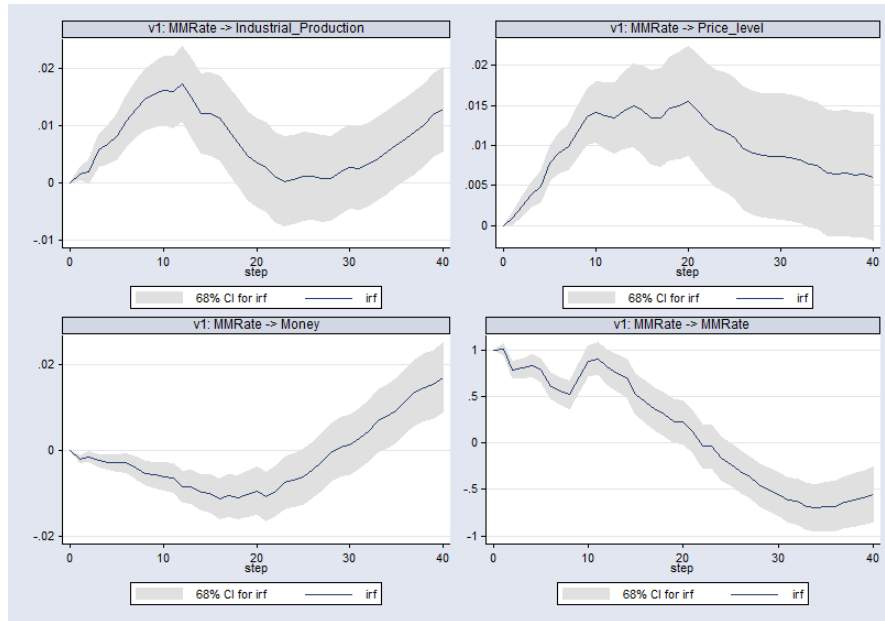 v1: MMRate -> Industrial_Production
.02
.01
0
-.01
0
10
20
30
40
step
68% CI for irf
irf
v1: MMRate -> Price_level
.02
.015
.01
.005
0
0
10
20
30
40
step
68% CI for irf
irf
v1: MMRate -> Money
.02
0
-.02
0
10
20
30
40
step
68% CI for irf
irf
v1: MMRate -> MMRate
1
.5
0
-.5
-1
0
10
20
30
40
step
68% CI for irf
irf